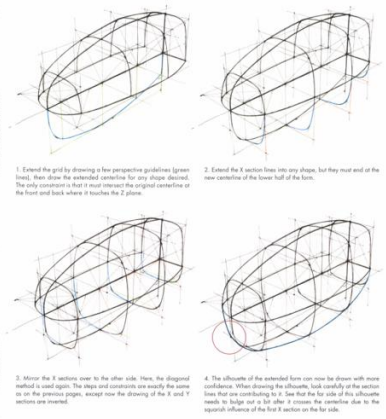 1. Extend the grid by drawing a few perspective guidelines (green
lines), then draw the extended centerline for any shape desired.
The only constraint is that it must intersect the original centerline at
the front and back where it touches the Z plane.
2. Extend the X section lines into any shape, but they must end at the
new centerline of the lower half of the form.
3. Mirror the X sections over to the other side. Here, the diagonal
method is used again. The steps and constraints are exactly the same
as on the previous pages, except now the drawing of the X and Y
sections are inverted.
4. The silhouette of the extended form can now be drawn with more
confidence. When drawing the silhouette, look carefully at the section
lines that are contributing to it. See that the far side of this silhouette
needs to bulge out a bit after it crosses the centerline due to the
squarish influence of the first X section on the far side.